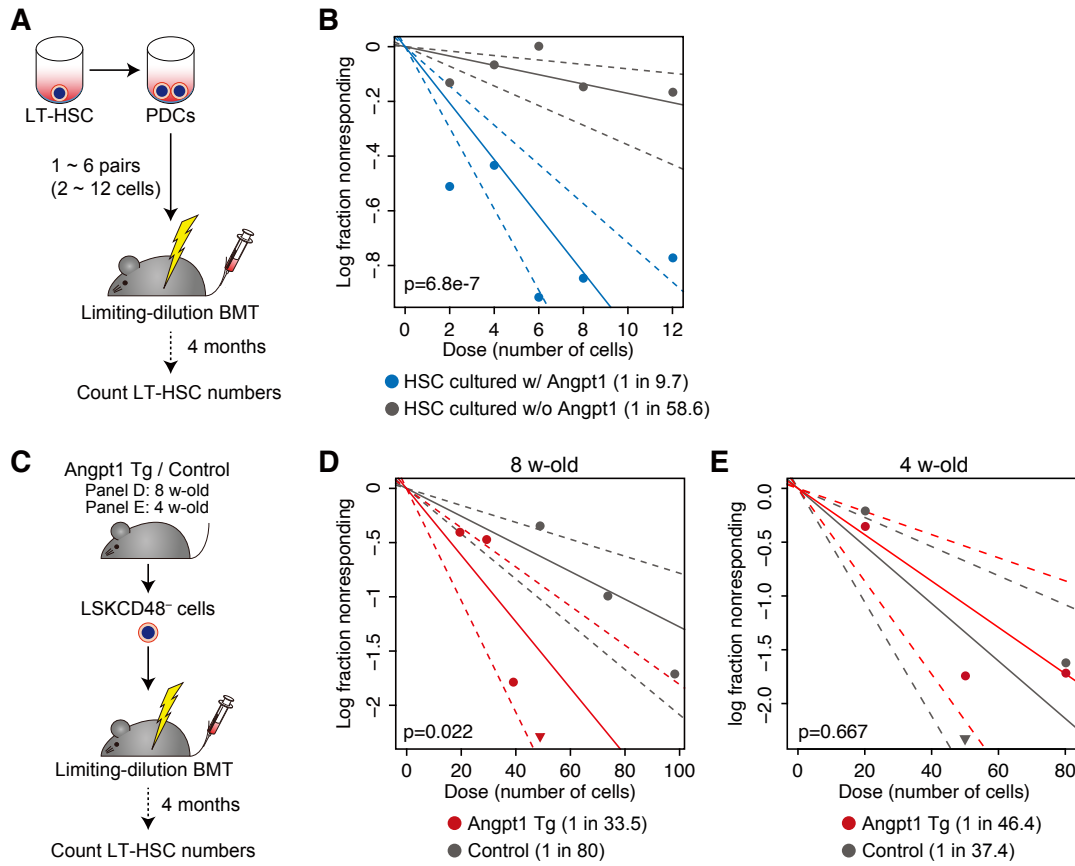 A
LT-HSC
PDCs
1 ~ 6 pairs
(2 ~ 12 cells)
Limiting-dilution BMT
4 months
Count LT-HSC numbers
B
Log fraction nonresponding
0
-.2
-.4
-.6
-.8
p=6.8e-7
0 2 4 6 8 10 12
Dose (number of cells)
HSC cultured w/ Angpt1 (1 in 9.7)
HSC cultured w/o Angpt1 (1 in 58.6)
C
Angpt1 Tg / Control
Panel D: 8 w-old
Panel E: 4 w-old
LSKCD48⁻ cells
Limiting-dilution BMT
4 months
Count LT-HSC numbers
D
8 w-old
Log fraction nonresponding
0
-.5
-1
-1.5
-2
p=0.022
0 20 40 60 80 100
Dose (number of cells)
Angpt1 Tg (1 in 33.5)
Control (1 in 80)
E
4 w-old
log fraction nonresponding
0.0
-0.5
-1.0
-1.5
-2.0
p=0.667
0 20 40 60 80
Dose (number of cells)
Angpt1 Tg (1 in 46.4)
Control (1 in 37.4)